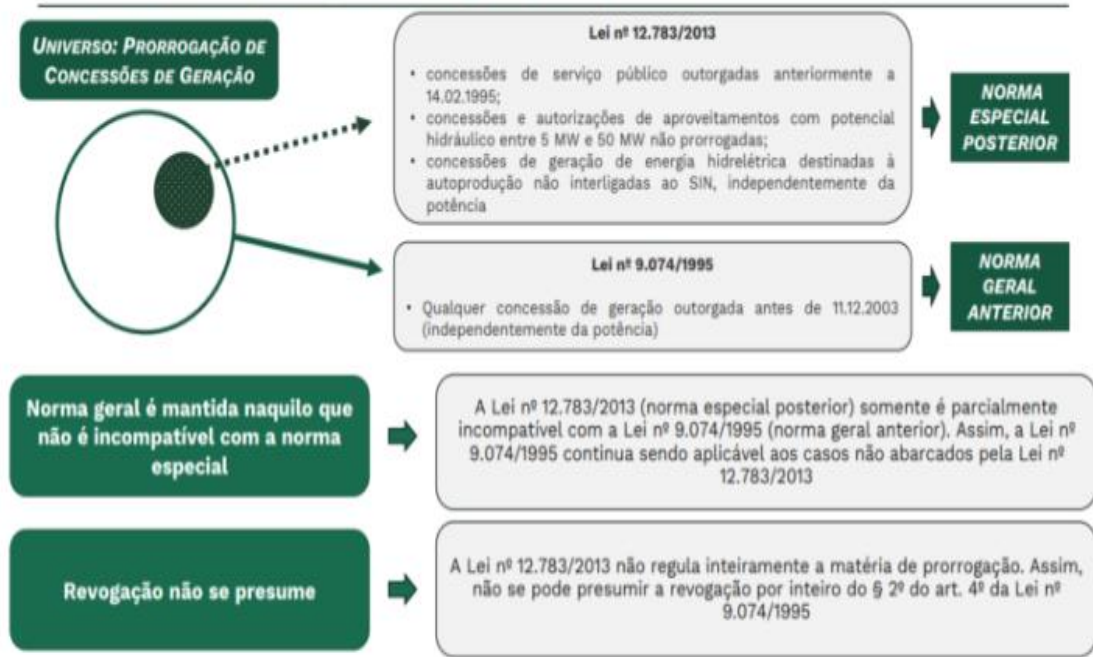 UNIVERSO: PRORROGAÇÃO DE
CONCESSÕES DE GERAÇÃO
Lei nº 12.783/2013
• concessões de serviço público outorgadas anteriormente a
14.02.1995;
• concessões e autorizações de aproveitamentos com potencial
hidráulico entre 5 MW e 50 MW não prorrogadas;
• concessões de geração de energia hidrelétrica destinadas à
autoprodução não interligadas ao SIN, independentemente da
potência
NORMA
ESPECIAL
POSTERIOR
Lei nº 9.074/1995
• Qualquer concessão de geração outorgada antes de 11.12.2003
(independentemente da potência)
NORMA
GERAL
ANTERIOR
Norma geral é mantida naquilo que
não é incompatível com a norma
especial
A Lei nº 12.783/2013 (norma especial posterior) somente é parcialmente
incompatível com a Lei nº 9.074/1995 (norma geral anterior). Assim, a Lei nº
9.074/1995 continua sendo aplicável aos casos não abarcados pela Lei nº
12.783/2013
Revogação não se presume
A Lei nº 12.783/2013 não regula inteiramente a matéria de prorrogação. Assim,
não se pode presumir a revogação por inteiro do § 2º do art. 4º da Lei nº
9.074/1995